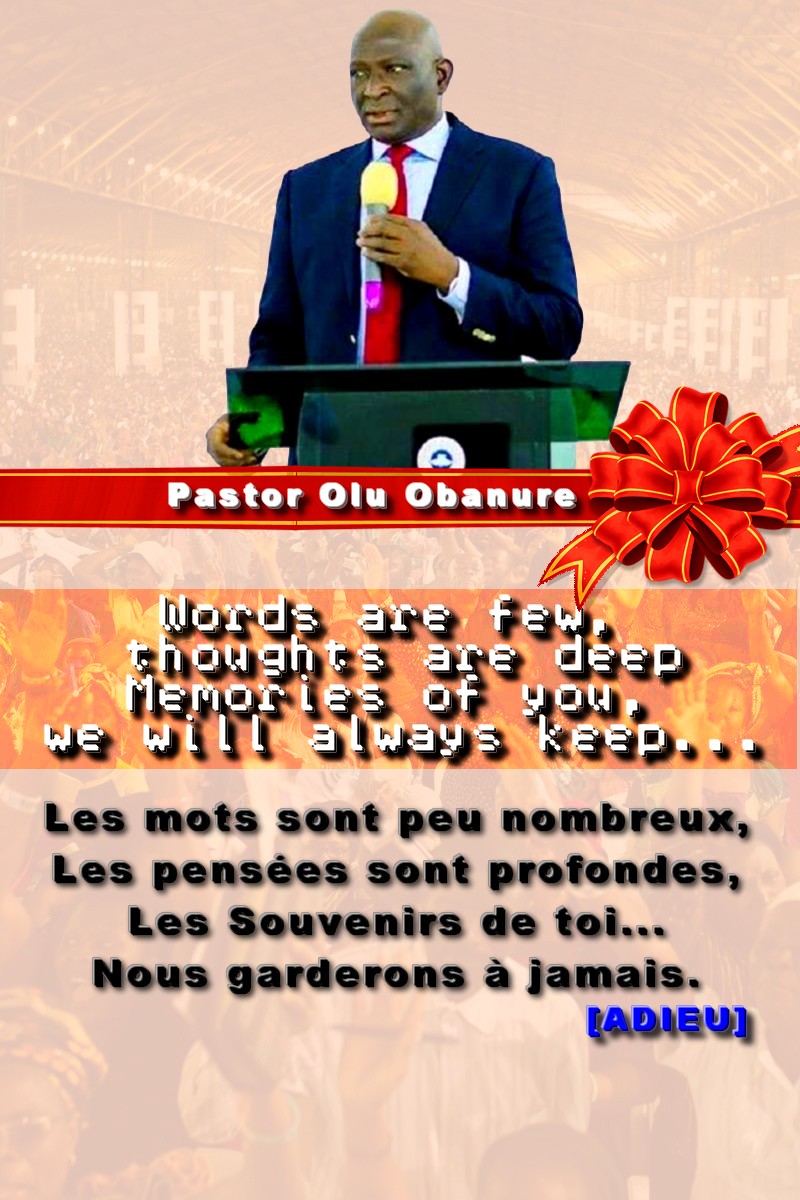 Pastor Olu Obanure
Words are few,
thoughts are deep
Memories of you,
we will always keep...
Les mots sont peu nombreux,
Les pensées sont profondes,
Les Souvenirs de toi...
Nous garderons à jamais.
[ADIEU]